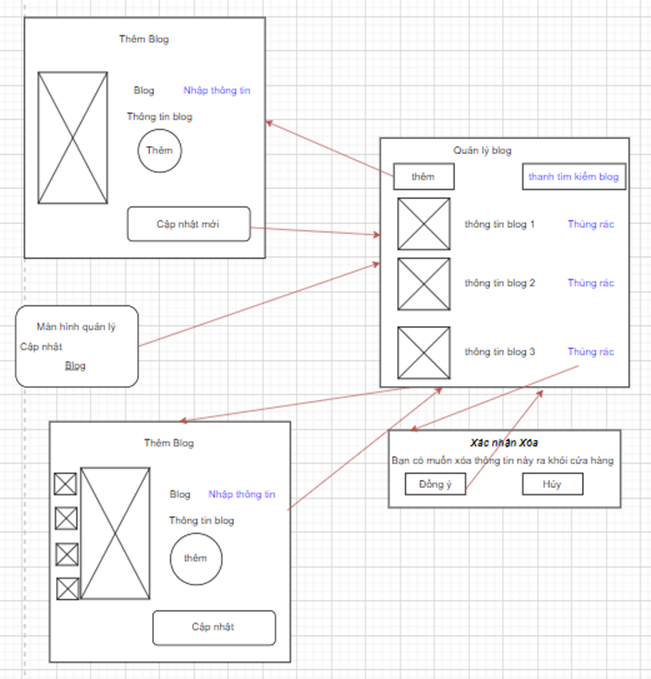 Thêm Blog
Blog
Nhập thông tin
Thông tin blog
Thêm
Cập nhật mới
Quản lý blog
thêm
thanh tìm kiếm blog
thông tin blog 1
Thùng rác
thông tin blog 2
Thùng rác
thông tin blog 3
Thùng rác
Màn hình quản lý
Cập nhật
Blog
Thêm Blog
Blog
Nhập thông tin
Thông tin blog
thêm
Cập nhật
Xác nhận Xóa
Bạn có muốn xóa thông tin này ra khỏi cửa hàng
Đồng ý
Hủy